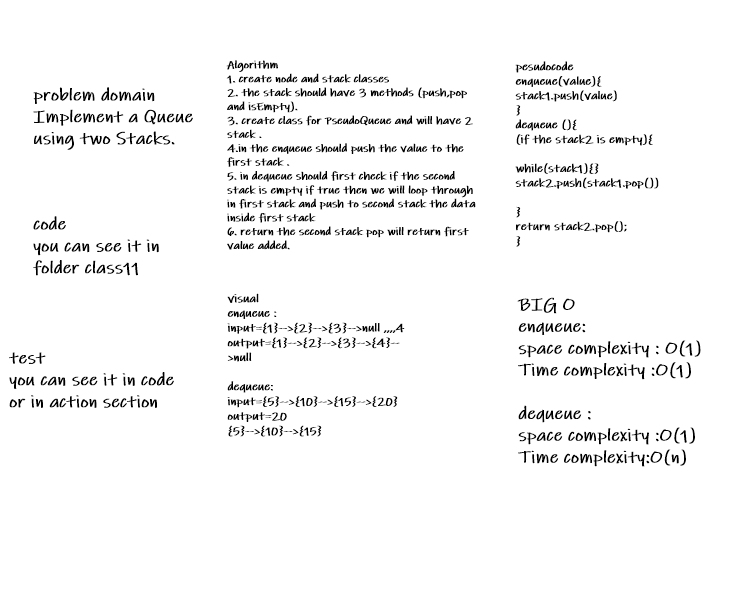 problem domain
Implement a Queue
using two Stacks.
code
you can see it in
folder class11
test
you can see it in code
or in action section
Algorithm
1. create node and stack classes
2. the stack should have 3 methods (push,pop
and isEmpty).
3. create class for PseudoQueue and will have 2
stack .
4.in the enqueue should push the value to the
first stack .
5. in dequeue should first check if the second
stack is empty if true then we will loop through
in first stack and push to second stack the data
inside first stack
6. return the second stack pop will return first
value added.
visual
enqueue :
input={1}-->{2}-->{3}-->null ,,,,4
output={1}-->{2}-->{3}-->{4}--
>null
dequeue:
input={5}-->{10}-->{15}-->{20}
output=20
{5}-->{10}-->{15}
pesudocode
enqueue(value){
stack1.push(value)
}
dequeue (){
(if the stack2 is empty){
while(stack1){}
stack2.push(stack1.pop())
}
return stack2.pop();
}
BIG O
enqueue:
space complexity : O(1)
Time complexity :O(1)
dequeue :
space complexity :O(1)
Time complexity:O(n)